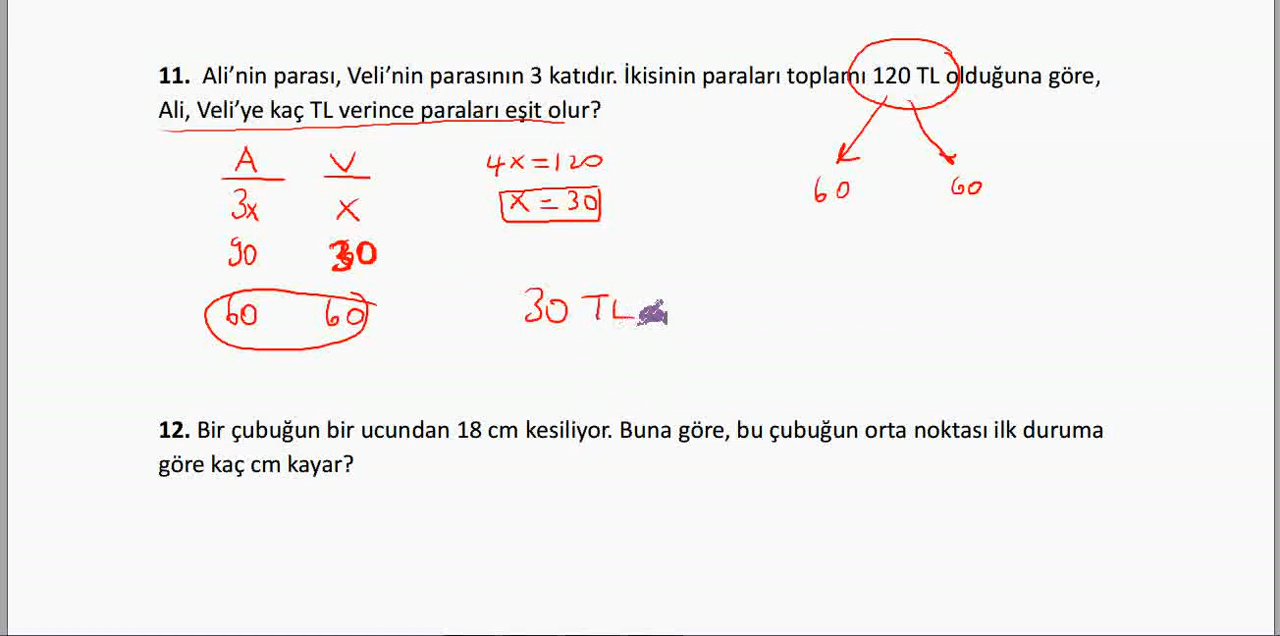 11. Ali'nin parası, Veli'nin parasının 3 katıdır. İkisinin paraları toplamı 120 TL olduğuna göre,
Ali, Veli'ye kaç TL verince paraları eşit olur?
A V 4x=120
60 60
3x x x = 30
90 30
60 60 30 TL
12. Bir çubuğun bir ucundan 18 cm kesiliyor. Buna göre, bu çubuğun orta noktası ilk duruma
göre kaç cm kayar?